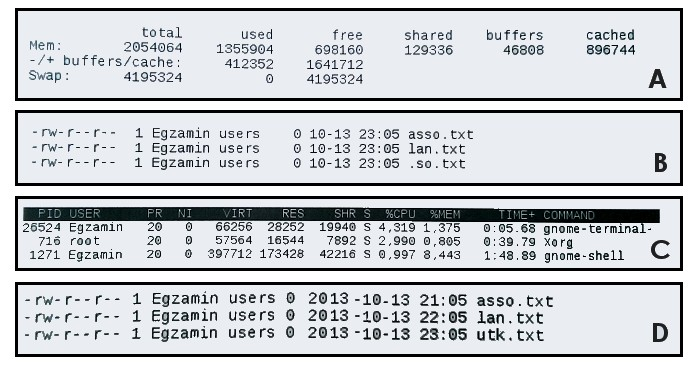 total used free shared buffers cached
Mem: 2054064 1355904 698160 129336 46808 896744
-/+ buffers/cache: 412352 1641712
Swap: 4195324 0 4195324
A
-rw-r--r-- 1 Egzamin users 0 10-13 23:05 asso.txt
-rw-r--r-- 1 Egzamin users 0 10-13 23:05 lan.txt
-rw-r--r-- 1 Egzamin users 0 10-13 23:05 .so.txt
B
PID USER PR NI VIRT RES SHR S %CPU %MEM TIME+ COMMAND
26524 Egzamin 20 0 66256 28252 19940 S 4,319 1,375 0:05.68 gnome-terminal-
716 root 20 0 57564 16544 7892 S 2,990 0,805 0:39.79 Xorg
1271 Egzamin 20 0 397712 173428 42216 S 0,997 8,443 1:48.89 gnome-shell
C
-rw-r--r-- 1 Egzamin users 0 2013-10-13 21:05 asso.txt
-rw-r--r-- 1 Egzamin users 0 2013-10-13 22:05 lan.txt
-rw-r--r-- 1 Egzamin users 0 2013-10-13 23:05 utk.txt
D